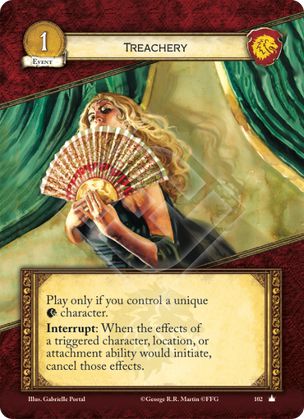 1
TREACHERY
EVENT
Play only if you control a unique
character.
Interrupt: When the effects of
a triggered character, location, or
attachment ability would initiate,
cancel those effects.
Illus. Gabrielle Portal ©George R.R. Martin ©FFG 102